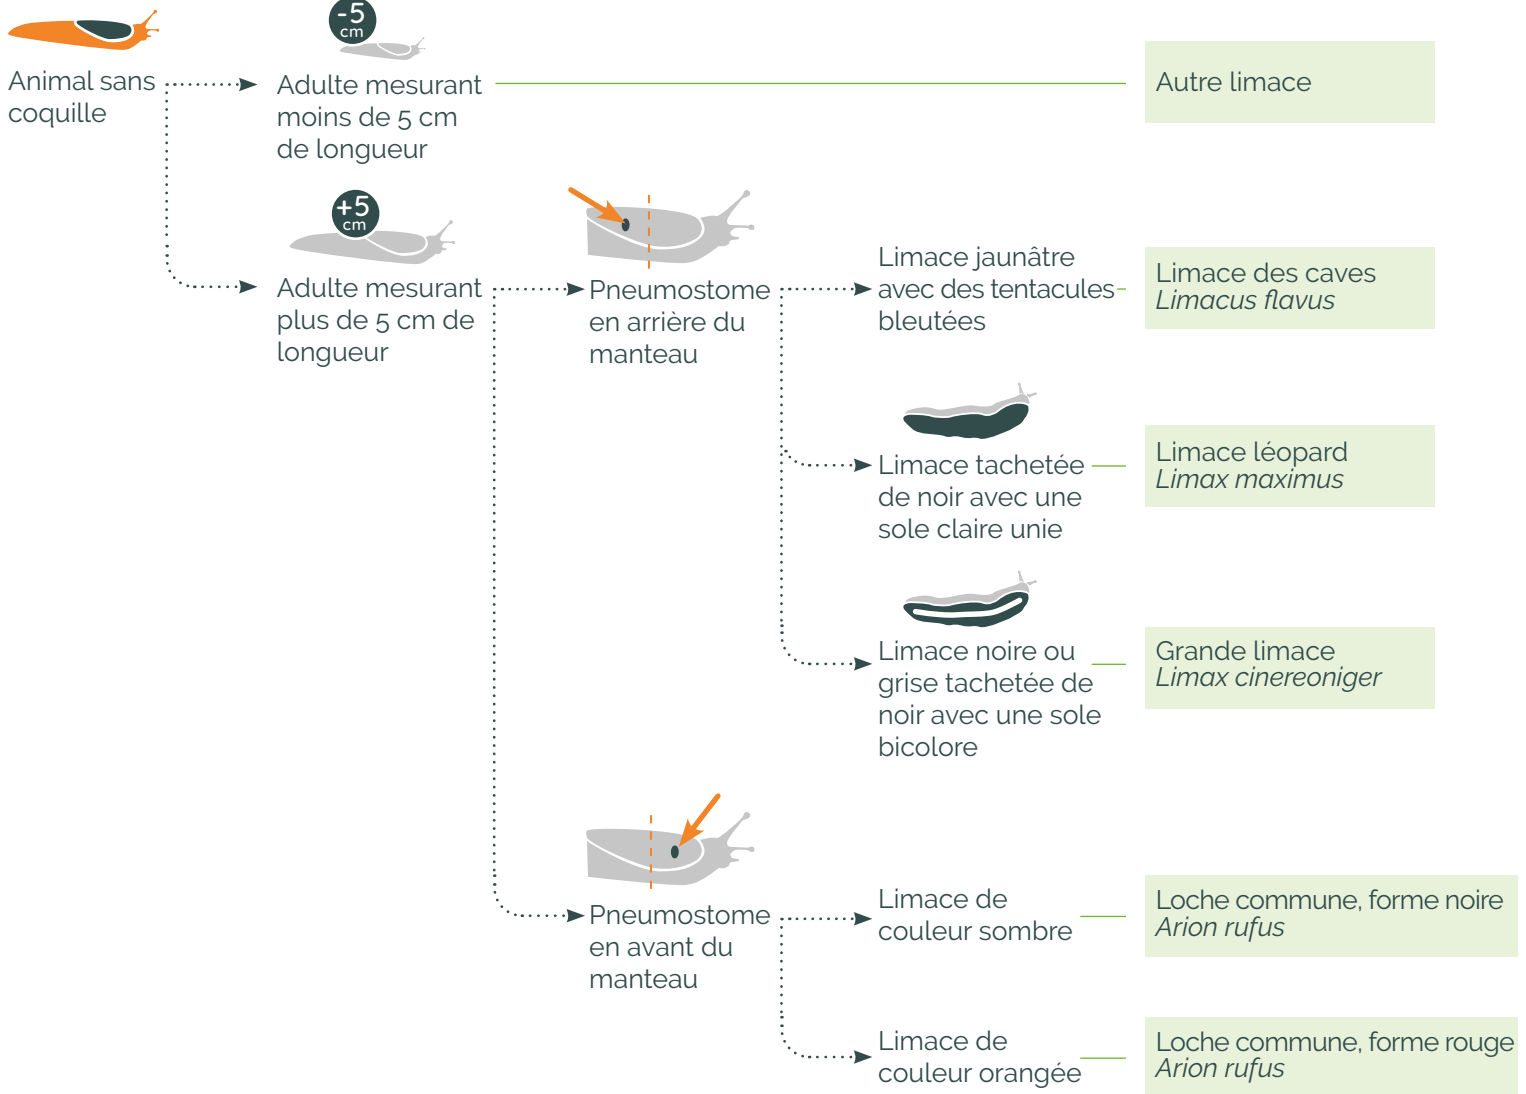 -5
cm
Animal sans
coquille
Adulte mesurant
moins de 5 cm
de longueur
Autre limace
+5
cm
Adulte mesurant
plus de 5 cm de
longueur
Pneumostome
en arrière du
manteau
Limace jaunâtre
avec des tentacules
bleutées
Limace des caves
Limacus flavus
Limace tachetée
de noir avec une
sole claire unie
Limace léopard
Limax maximus
Limace noire ou
grise tachetée de
noir avec une sole
bicolore
Grande limace
Limax cinereoniger
Pneumostome
en avant du
manteau
Limace de
couleur sombre
Loche commune, forme noire
Arion rufus
Limace de
couleur orangée
Loche commune, forme rouge
Arion rufus